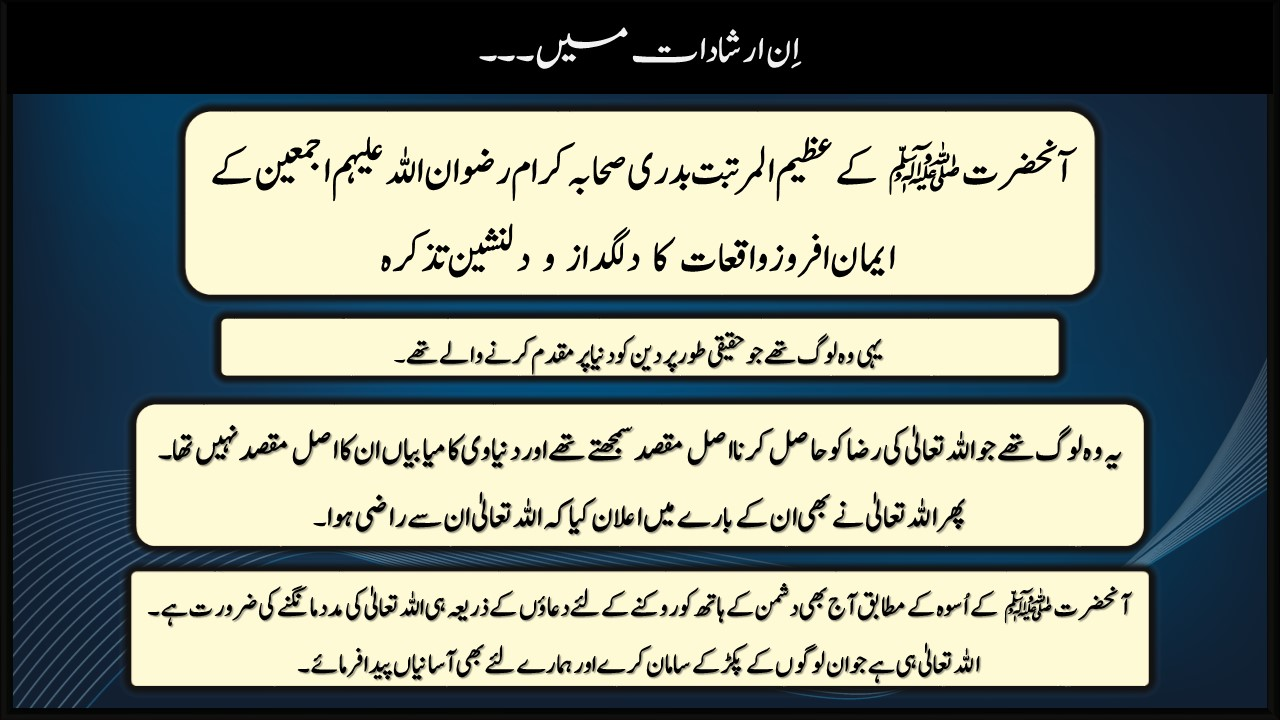 اِن ارشادات میں۔۔۔
آنحضرت ﷺ کے عظیم المرتبت بدری صحابہ کرام رضوان اللہ علیہم اجمعین کے
ایمان افروز واقعات کا دلگداز و دلنشین تذکرہ
یہی وہ لوگ تھے جو حقیقی طور پر دین کو دنیا پر مقدم کرنے والے تھے۔
یہ وہ لوگ تھے جو اللہ تعالیٰ کی رضا کو حاصل کرنا اصل مقصد سمجھتے تھے اور دنیاوی کامیابیاں ان کا اصل مقصد نہیں تھا۔
پھر اللہ تعالیٰ نے بھی ان کے بارے میں اعلان کیا کہ اللہ تعالیٰ ان سے راضی ہوا۔
آنحضرت ﷺ کے اُسوہ کے مطابق آج بھی دشمن کے ہاتھ کو روکنے کے لئے دعاؤں کے ذریعہ ہی اللہ تعالیٰ کی مدد مانگنے کی ضرورت ہے۔
اللہ تعالیٰ ہی ہے جو ان لوگوں کے پکڑ کے سامان کرے اور ہمارے لئے بھی آسانیاں پیدا فرمائے۔